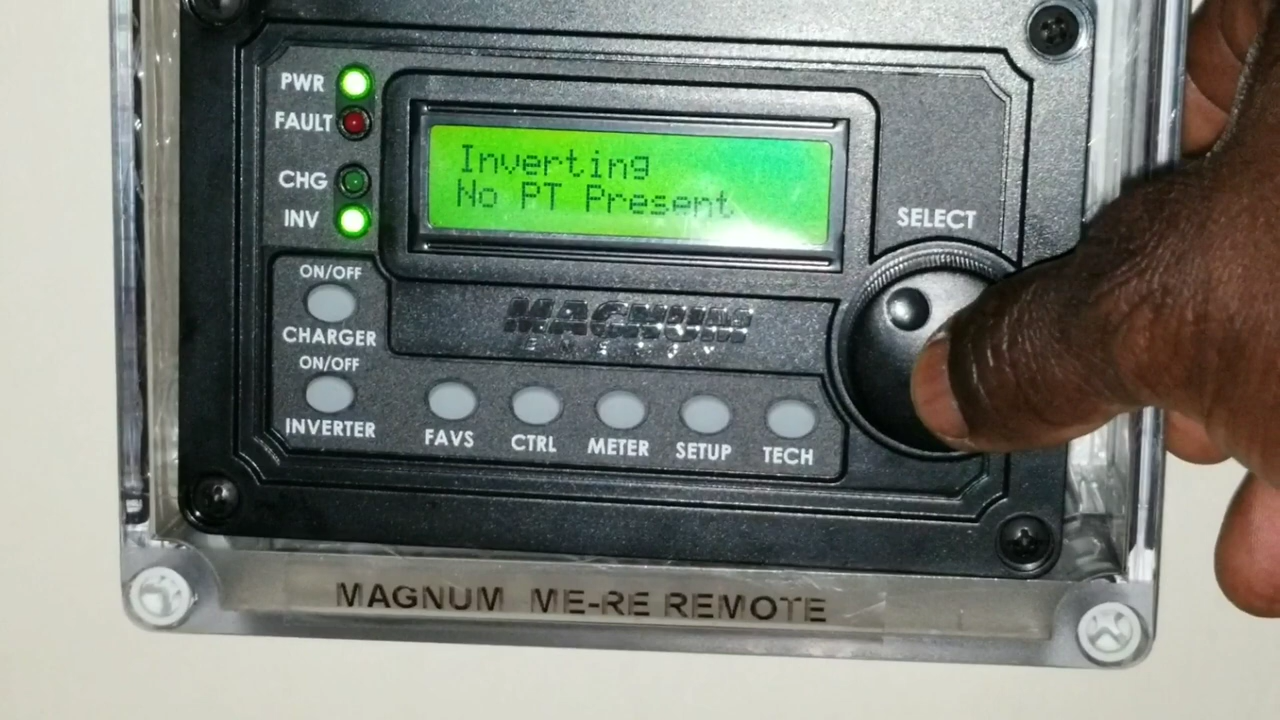 PWR
FAULT
CHG
INV
Inverting
No PT Present
SELECT
ON/OFF
CHARGER
ON/OFF
INVERTER
MAGNUM
ENERGY
FAVS
CTRL
METER
SETUP
TECH
MAGNUM ME-RE REMOTE